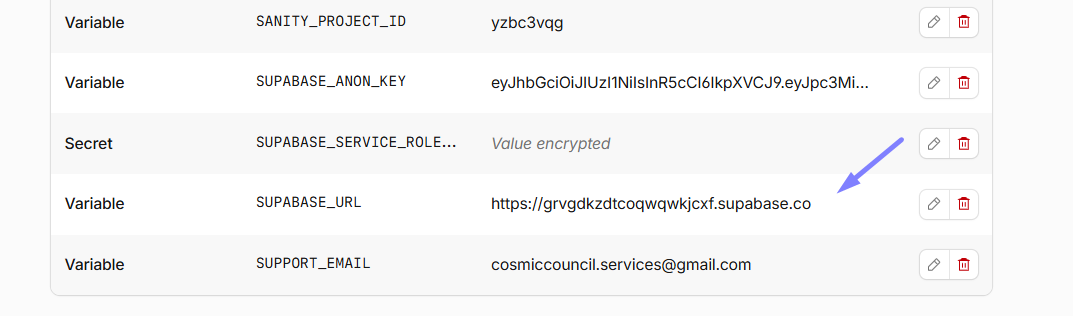 Variable SANITY_PROJECT_ID yzbc3vqg
Variable SUPABASE_ANON_KEY eyJhbGciOiJIUzI1NiIsInR5cCI6IkpXVCJ9.eyJpc3Mi...
Secret SUPABASE_SERVICE_ROLE... Value encrypted
Variable SUPABASE_URL https://grvgdkzdtcoqwqwkjcxf.supabase.co
Variable SUPPORT_EMAIL cosmiccouncil.services@gmail.com